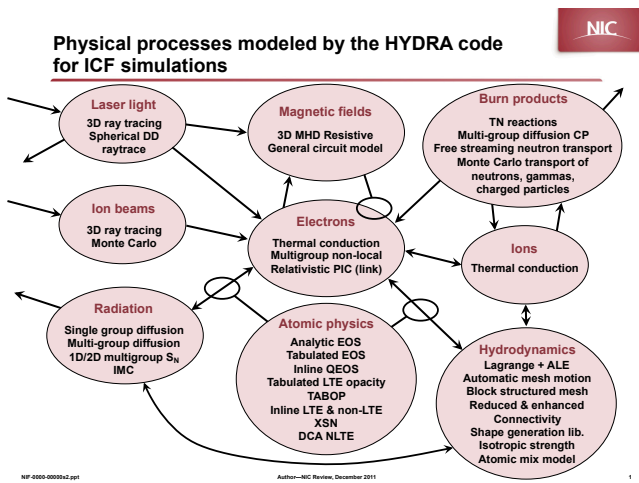 Physical processes modeled by the HYDRA code
for ICF simulations
NIC
Laser light
3D ray tracing
Spherical DD
raytrace
Magnetic fields
3D MHD Resistive
General circuit model
Burn products
TN reactions
Multi-group diffusion CP
Free streaming neutron transport
Monte Carlo transport of
neutrons, gammas,
charged particles
Ion beams
3D ray tracing
Monte Carlo
Electrons
Thermal conduction
Multigroup non-local
Relativistic PIC (link)
Ions
Thermal conduction
Radiation
Single group diffusion
Multi-group diffusion
1D/2D multigroup SN
IMC
Atomic physics
Analytic EOS
Tabulated EOS
Inline QEOS
Tabulated LTE opacity
TABOP
Inline LTE & non-LTE
XSN
DCA NLTE
Hydrodynamics
Lagrange + ALE
Automatic mesh motion
Block structured mesh
Reduced & enhanced
Connectivity
Shape generation lib.
Isotropic strength
Atomic mix model
NIF-0000-00000s2.ppt
Author—NIC Review, December 2011
1